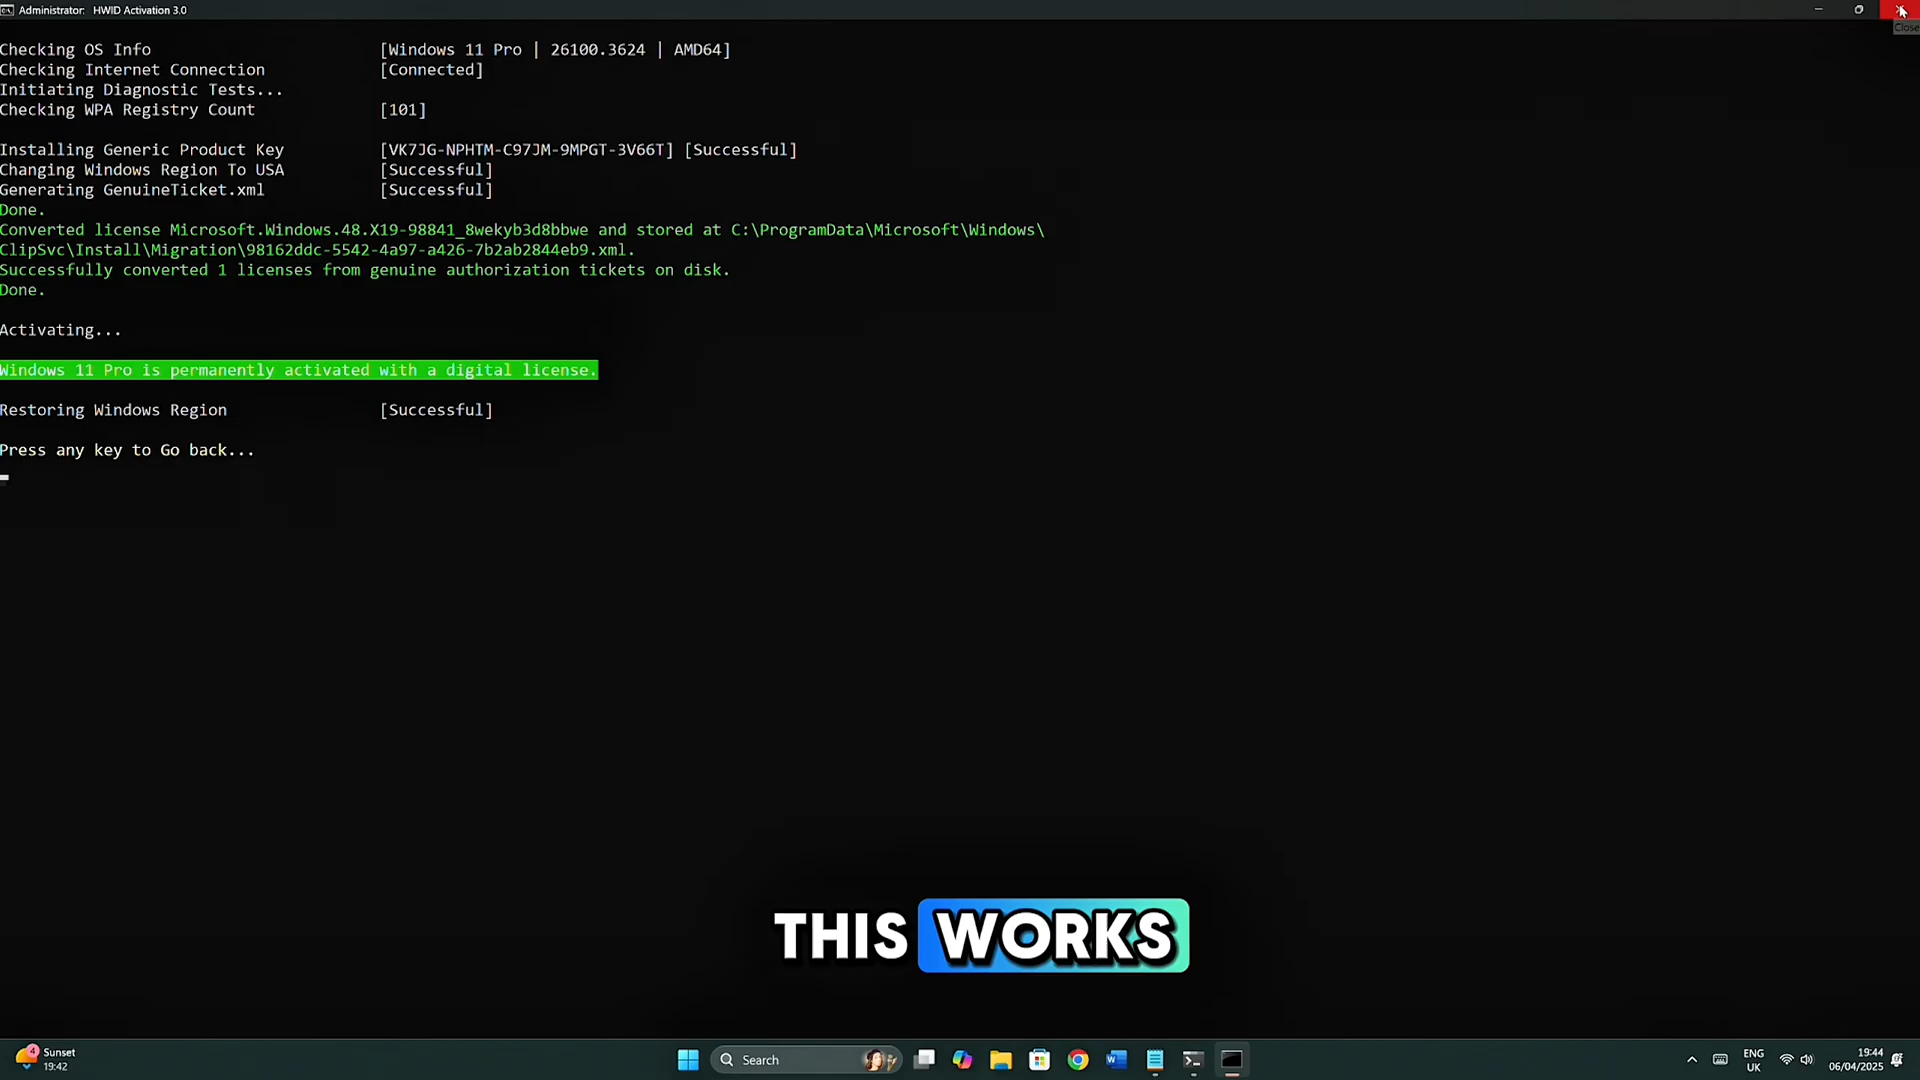 Administrator: HWID Activation 3.0
Close
Checking OS Info [Windows 11 Pro | 26100.3624 | AMD64]
Checking Internet Connection [Connected]
Initiating Diagnostic Tests...
Checking WPA Registry Count [101]
Installing Generic Product Key [VK7JG-NPHTM-C97JM-9MPGT-3V66T] [Successful]
Changing Windows Region To USA [Successful]
Generating GenuineTicket.xml [Successful]
Done.
Converted license Microsoft.Windows.48.X19-98841_8wekyb3d8bbwe and stored at C:\ProgramData\Microsoft\Windows\
ClipSvc\Install\Migration\98162ddc-5542-4a97-a426-7b2ab2844eb9.xml.
Successfully converted 1 licenses from genuine authorization tickets on disk.
Done.
Activating...
Windows 11 Pro is permanently activated with a digital license.
Restoring Windows Region [Successful]
Press any key to Go back...
THIS WORKS
4
Sunset
19:42
Search
ENG
UK
19:44
06/04/2025